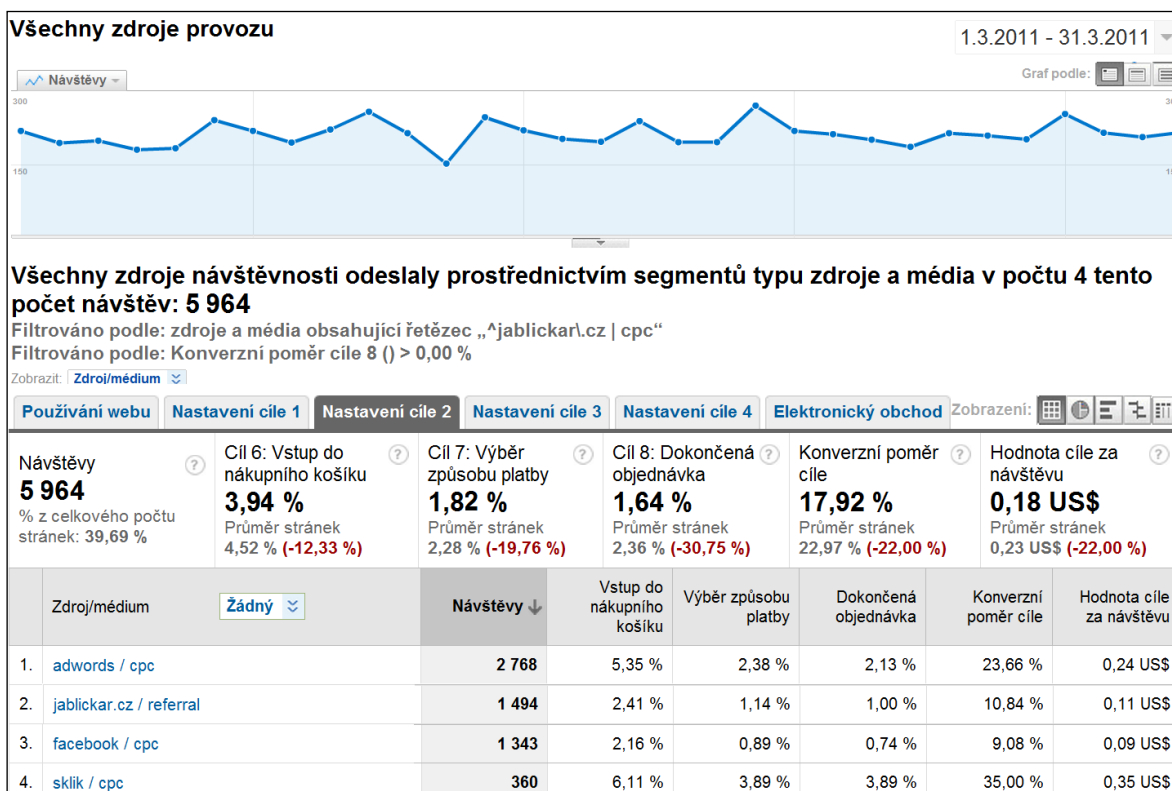 Všechny zdroje provozu
1.3.2011 - 31.3.2011
Návštěvy
Graf podle:
300
150
Všechny zdroje návštěvnosti odeslaly prostřednictvím segmentů typu zdroje a média v počtu 4 tento
počet návštěv: 5 964
Filtrováno podle: zdroje a média obsahující řetězec „^jablickar\.cz | cpc“
Filtrováno podle: Konverzní poměr cíle 8 () > 0,00 %
Zobrazit: Zdroj/médium
Používání webu Nastavení cíle 1 Nastavení cíle 2 Nastavení cíle 3 Nastavení cíle 4 Elektronický obchod Zobrazení:
Návštěvy ?
5 964
% z celkového počtu
stránek: 39,69 %
Cíl 6: Vstup do ?
nákupního košíku
3,94 %
Průměr stránek
4,52 % (-12,33 %)
Cíl 7: Výběr ?
způsobu platby
1,82 %
Průměr stránek
2,28 % (-19,76 %)
Cíl 8: Dokončená ?
objednávka
1,64 %
Průměr stránek
2,36 % (-30,75 %)
Konverzní poměr ?
cíle
17,92 %
Průměr stránek
22,97 % (-22,00 %)
Hodnota cíle za ?
návštěvu
0,18 US$
Průměr stránek
0,23 US$ (-22,00 %)
Zdroj/médium
Žádný
Návštěvy
Vstup do
nákupního
košíku
Výběr způsobu
platby
Dokončená
objednávka
Konverzní
poměr cíle
Hodnota cíle
za návštěvu
1. adwords / cpc 2 768 5,35 % 2,38 % 2,13 % 23,66 % 0,24 US$
2. jablickar.cz / referral 1 494 2,41 % 1,14 % 1,00 % 10,84 % 0,11 US$
3. facebook / cpc 1 343 2,16 % 0,89 % 0,74 % 9,08 % 0,09 US$
4. sklik / cpc 360 6,11 % 3,89 % 3,89 % 35,00 % 0,35 US$